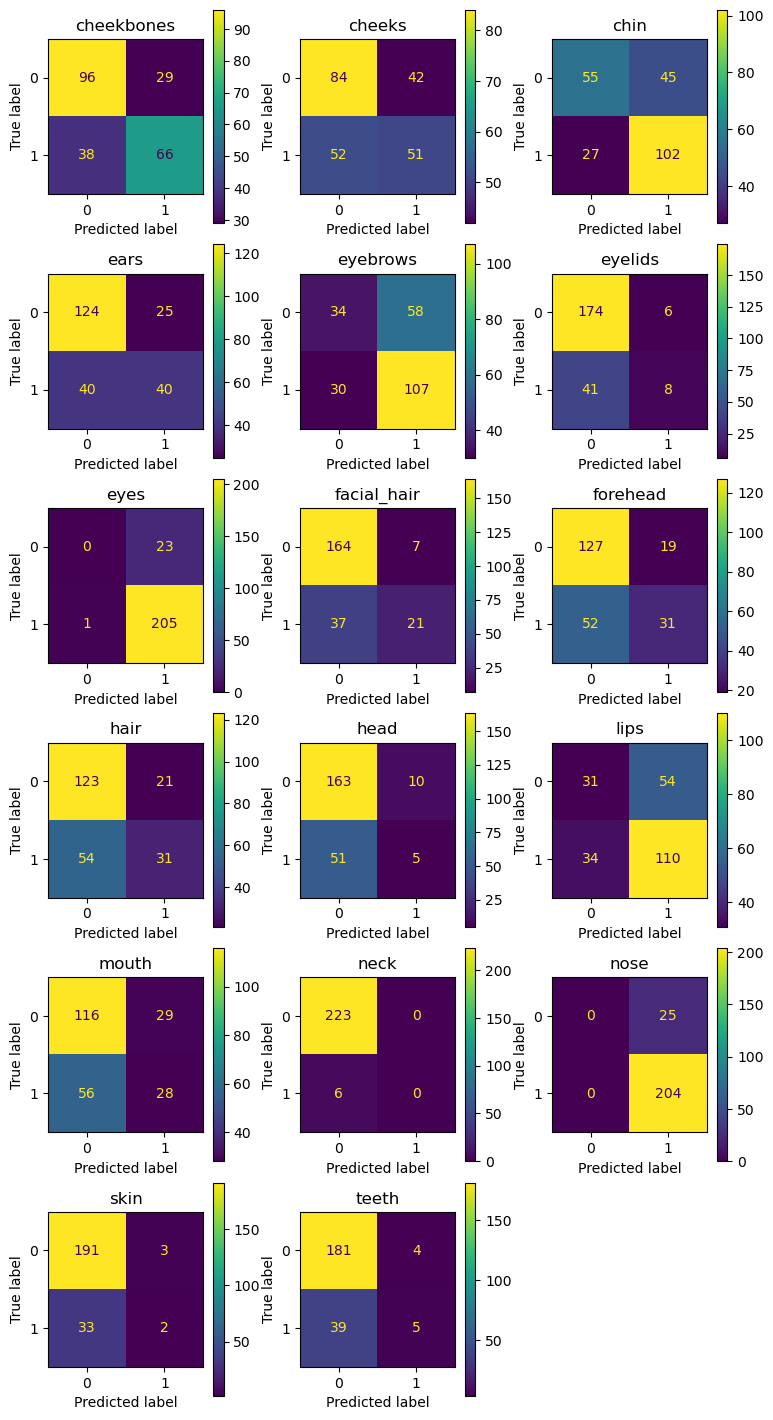 cheekbones cheeks chin
0 96 29 90 0 84 42 80 0 55 45 100
80 70 80
70 60 60
60 50 40
50
40
30
True label True label True label
1 38 66 1 52 51 1 27 102
0 1 0 1 0 1
Predicted label Predicted label Predicted label
ears eyebrows eyelids
0 124 25 120 0 34 58 100 0 174 6 150
100 80 125
80 60 100
60 40 75
40 50
25
True label True label True label
1 40 40 1 30 107 1 41 8
0 1 0 1 0 1
Predicted label Predicted label Predicted label
eyes facial_hair forehead
0 0 23 200 0 164 7 150 0 127 19 120
150 125 100
100 100 80
50 75 60
0 50 40
25 20
True label True label True label
1 1 205 1 37 21 1 52 31
0 1 0 1 0 1
Predicted label Predicted label Predicted label
hair head lips
0 123 21 120 0 163 10 150 0 31 54 100
100 125 80
80 100 60
60 75 40
40 50
25
True label True label True label
1 54 31 1 51 5 1 34 110
0 1 0 1 0 1
Predicted label Predicted label Predicted label
mouth neck nose
0 116 29 100 0 223 0 200 0 0 25 200
80 150 150
60 100 100
40 50 50
0 0
True label True label True label
1 56 28 1 6 0 1 0 204
0 1 0 1 0 1
Predicted label Predicted label Predicted label
skin teeth
0 191 3 150 0 181 4 150
100 100
50 50
True label True label
1 33 2 1 39 5
0 1 0 1
Predicted label Predicted label